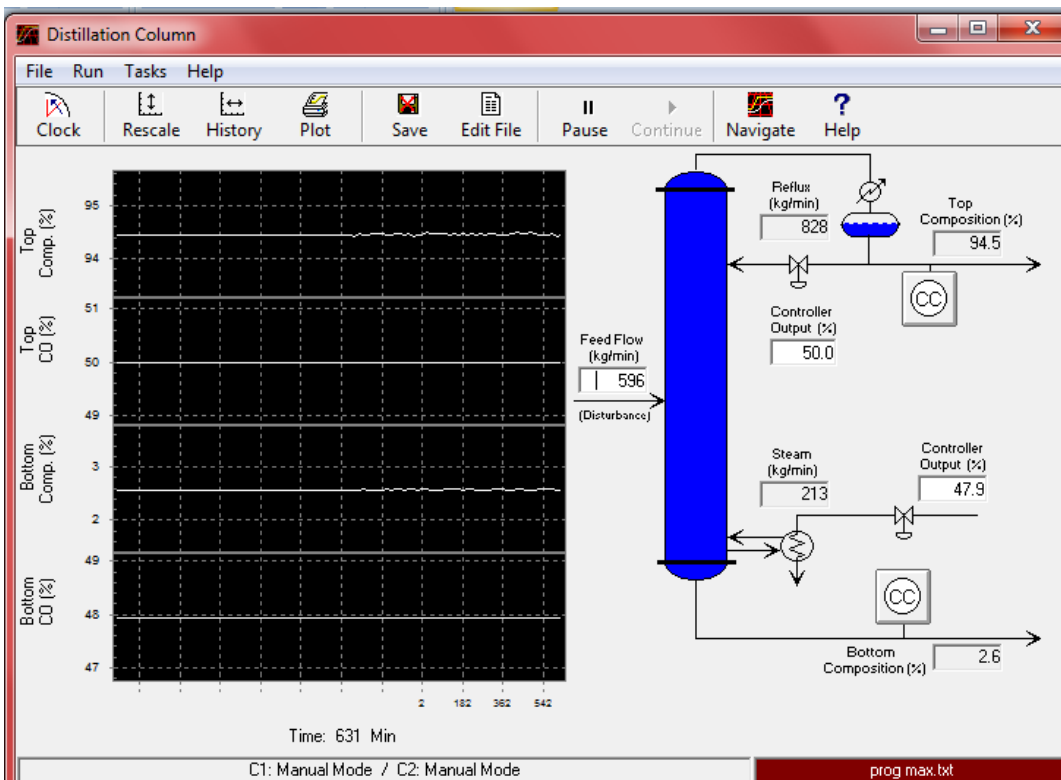 Distillation Column
File Run Tasks Help
Clock Rescale History Plot Save Edit File Pause Continue Navigate Help
Top
Comp. (%)
95
94
Top
CO (%)
51
50
49
Bottom
Comp. (%)
3
2
Bottom
CO (%)
49
48
47
2 182 362 542
Time: 631 Min
Reflux
(kg/min)
828
Top
Composition (%)
94.5
CC
Controller
Output (%)
50.0
Feed Flow
(kg/min)
596
(Disturbance)
Steam
(kg/min)
213
Controller
Output (%)
47.9
CC
Bottom
Composition (%)
2.6
C1: Manual Mode / C2: Manual Mode
prog max.txt